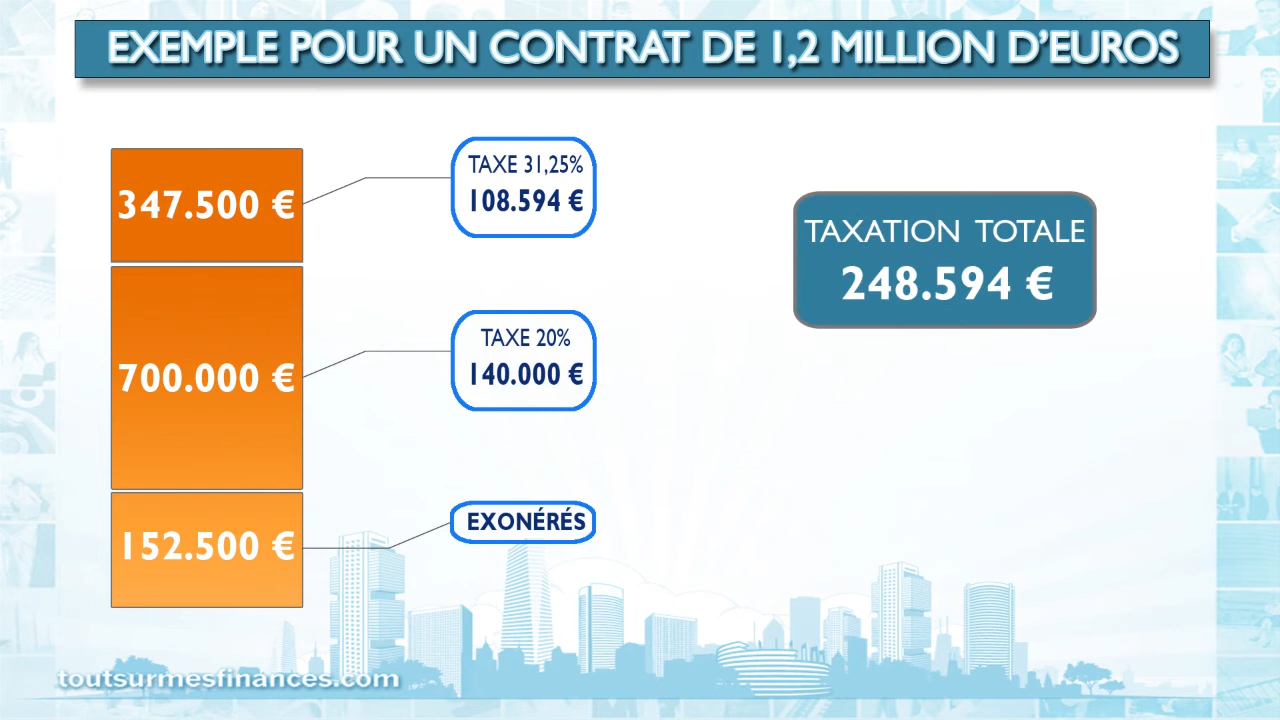 EXEMPLE POUR UN CONTRAT DE 1,2 MILLION D'EUROS
347.500 €
TAXE 31,25%
108.594 €
TAXATION TOTALE
248.594 €
700.000 €
TAXE 20%
140.000 €
152.500 €
EXONÉRÉS
toutsurmesfinances.com